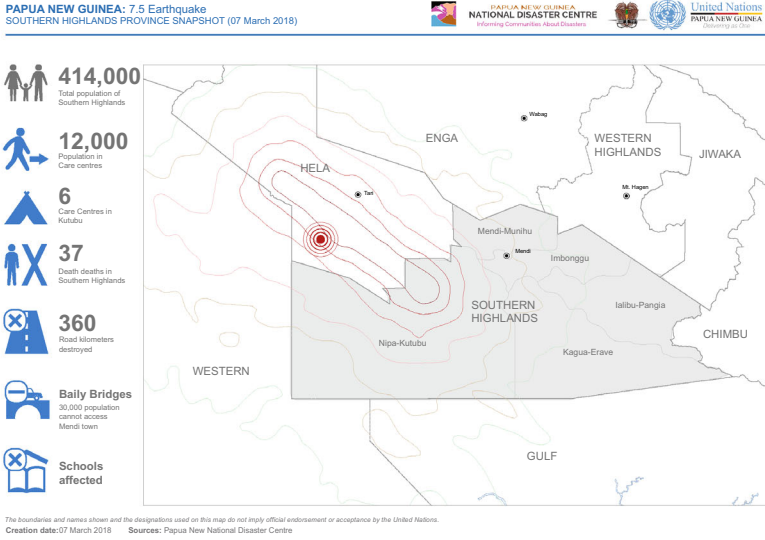 PAPUA NEW GUINEA: 7.5 Earthquake
SOUTHERN HIGHLANDS PROVINCE SNAPSHOT (07 March 2018)
PAPUA NEW GUINEA
NATIONAL DISASTER CENTRE
Informing Communities About Disasters
United Nations
PAPUA NEW GUINEA
Delivering as One
414,000
Total population of
Southern Highlands
12,000
Population in
Care centres
6
Care Centres in
Kutubu
37
Death deaths in
Southern Highlands
360
Road kilometers
destroyed
Baily Bridges
30,000 population
cannot access
Mendi town
Schools
affected
Wabag
ENGA
WESTERN
HIGHLANDS
JIWAKA
HELA
Tari
Mt. Hagen
Mendi-Munihu
Mendi
Imbonggu
SOUTHERN
HIGHLANDS
Ialibu-Pangia
CHIMBU
Nipa-Kutubu
Kagua-Erave
WESTERN
GULF
The boundaries and names shown and the designations used on this map do not imply official endorsement or acceptance by the United Nations.
Creation date:07 March 2018 Sources: Papua New National Disaster Centre